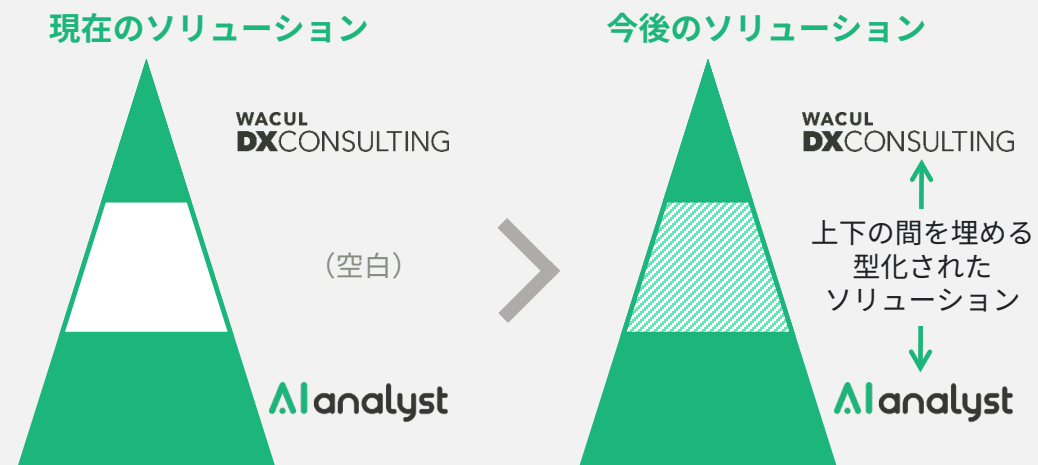 現在のソリューション
WACUL
DXCONSULTING
(空白)
AI analyst
今後のソリューション
WACUL
DXCONSULTING
上下の間を埋める
型化された
ソリューション
AI analyst